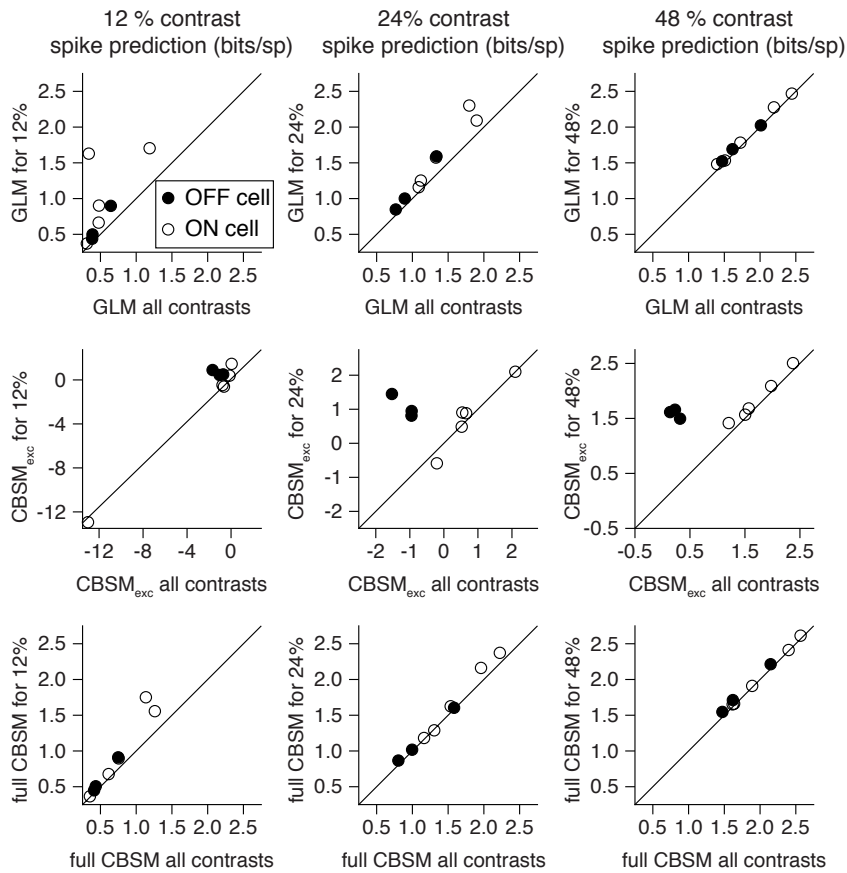 12 % contrast
spike prediction (bits/sp)
24% contrast
spike prediction (bits/sp)
48 % contrast
spike prediction (bits/sp)
GLM for 12%
2.5
2.0
1.5
1.0
0.5
OFF cell
ON cell
0.5 1.0 1.5 2.0 2.5
GLM all contrasts
GLM for 24%
2.5
2.0
1.5
1.0
0.5
0.5 1.0 1.5 2.0 2.5
GLM all contrasts
GLM for 48%
2.5
2.0
1.5
1.0
0.5
0.5 1.0 1.5 2.0 2.5
GLM all contrasts
CBSMexc for 12%
0
-4
-8
-12
-12 -8 -4 0
CBSMexc all contrasts
CBSMexc for 24%
2
1
0
-1
-2
-2 -1 0 1 2
CBSMexc all contrasts
CBSMexc for 48%
2.5
1.5
0.5
-0.5
-0.5 0.5 1.5 2.5
CBSMexc all contrasts
full CBSM for 12%
2.5
2.0
1.5
1.0
0.5
0.5 1.0 1.5 2.0 2.5
full CBSM all contrasts
full CBSM for 24%
2.5
2.0
1.5
1.0
0.5
0.5 1.0 1.5 2.0 2.5
full CBSM all contrasts
full CBSM for 48%
2.5
2.0
1.5
1.0
0.5
0.5 1.0 1.5 2.0 2.5
full CBSM all contrasts